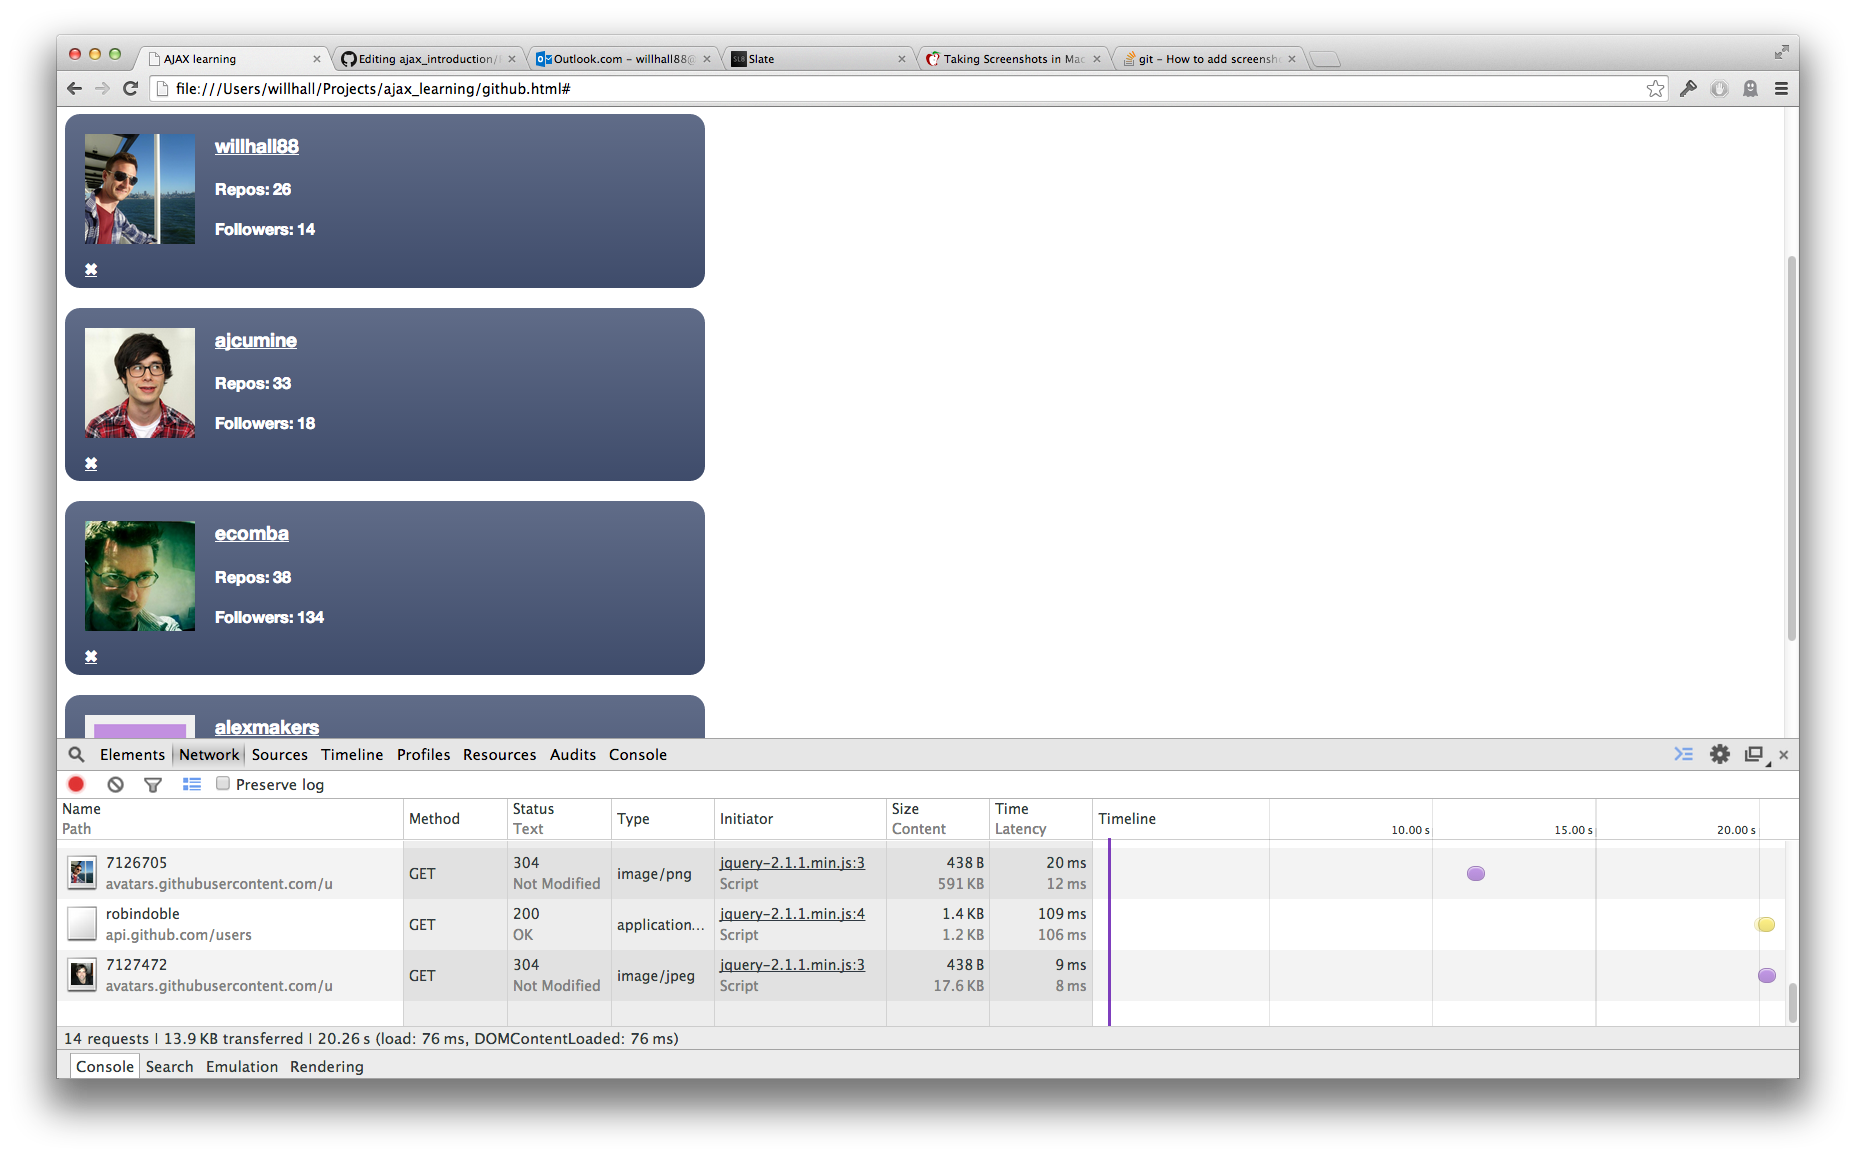 AJAX learning
Editing ajax_introduction/
Outlook.com – willhall88@
Slate
Taking Screenshots in Mac
git – How to add screensh
file:///Users/willhall/Projects/ajax_learning/github.html#
willhall88
Repos: 26
Followers: 14
✖
ajcumine
Repos: 33
Followers: 18
✖
ecomba
Repos: 38
Followers: 134
✖
alexmakers
Elements Network Sources Timeline Profiles Resources Audits Console
Preserve log
Name Method Status Type Initiator Size Time Timeline
Path Text Content Latency 10.00 s 15.00 s 20.00 s
7126705 GET 304 image/png jquery-2.1.1.min.js:3 438 B 20 ms
avatars.githubusercontent.com/u Not Modified Script 591 KB 12 ms
robindoble GET 200 application... jquery-2.1.1.min.js:4 1.4 KB 109 ms
api.github.com/users OK Script 1.2 KB 106 ms
7127472 GET 304 image/jpeg jquery-2.1.1.min.js:3 438 B 9 ms
avatars.githubusercontent.com/u Not Modified Script 17.6 KB 8 ms
14 requests | 13.9 KB transferred | 20.26 s (load: 76 ms, DOMContentLoaded: 76 ms)
Console Search Emulation Rendering